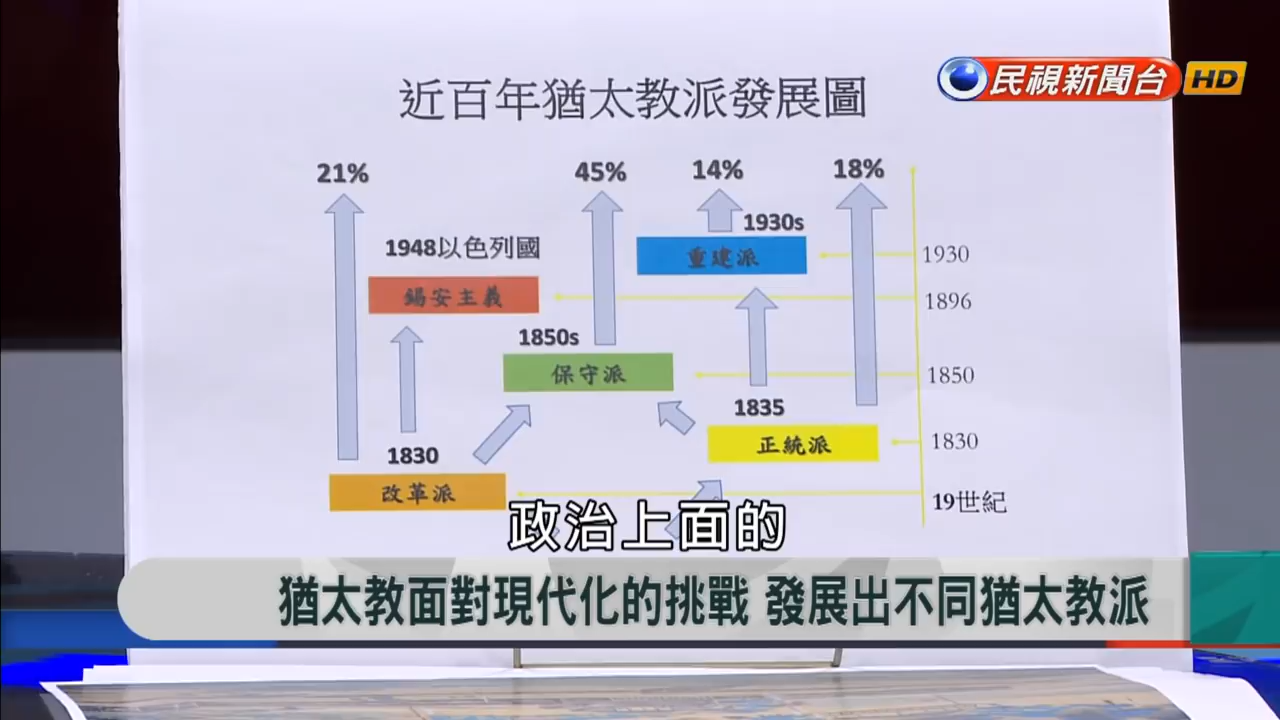 民視新聞台 HD
近百年猶太教派發展圖
21% 45% 14% 18%
1930s
1948以色列國
重建派
1930
錫安主義
1896
1850s
保守派
1850
1835
正統派
1830
1830
改革派
19世紀
政治上面的
猶太教面對現代化的挑戰 發展出不同猶太教派